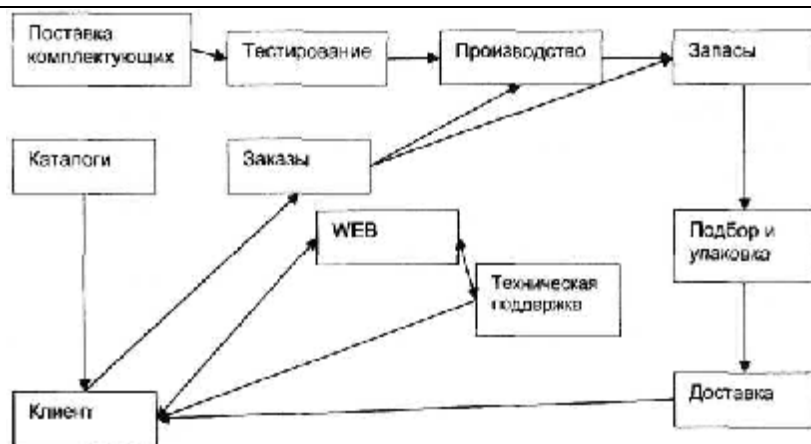 Поставка
комплектующих
Тестирование
Производство
Запасы
Каталоги
Заказы
WEB
Подбор и
упаковка
Техническая
поддержка
Клиент
Доставка